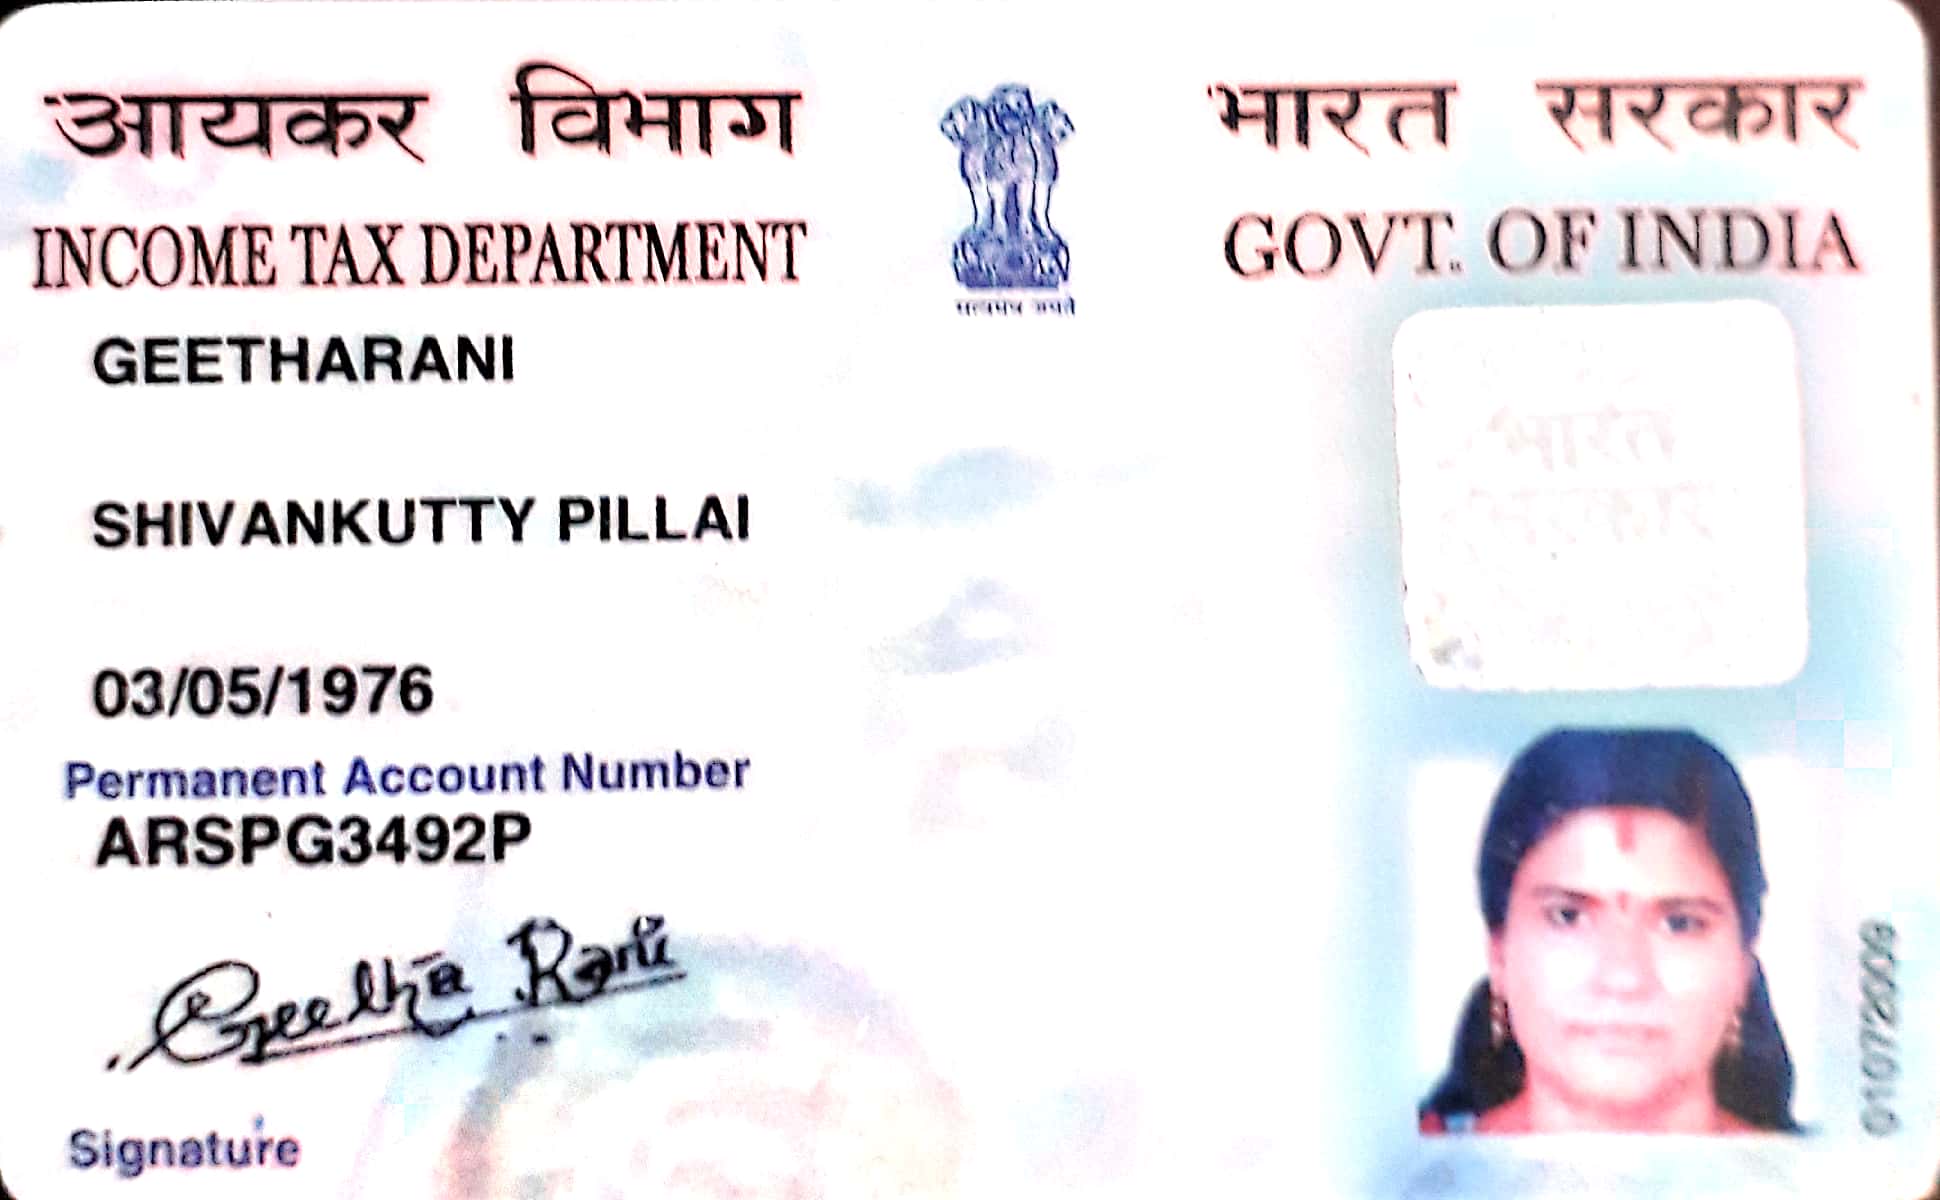 आयकर विभाग
भारत सरकार
INCOME TAX DEPARTMENT
GOVT. OF INDIA
सत्यमेव जयते
GEETHARANI
SHIVANKUTTY PILLAI
03/05/1976
Permanent Account Number
ARSPG3492P
Geetha Rani
Signature
भारत
सरकार
01072009